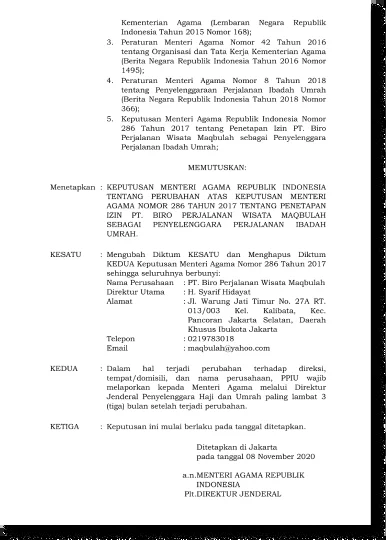 Kementerian Agama (Lembaran Negara Republik
Indonesia Tahun 2015 Nomor 168);
3. Peraturan Menteri Agama Nomor 42 Tahun 2016
tentang Organisasi dan Tata Kerja Kementerian Agama
(Berita Negara Republik Indonesia Tahun 2016 Nomor
1495);
4. Peraturan Menteri Agama Nomor 8 Tahun 2018
tentang Penyelenggaraan Perjalanan Ibadah Umrah
(Berita Negara Republik Indonesia Tahun 2018 Nomor
366);
5. Keputusan Menteri Agama Republik Indonesia Nomor
286 Tahun 2017 tentang Penetapan Izin PT. Biro
Perjalanan Wisata Maqbulah sebagai Penyelenggara
Perjalanan Ibadah Umrah;
MEMUTUSKAN:
Menetapkan : KEPUTUSAN MENTERI AGAMA REPUBLIK INDONESIA
TENTANG PERUBAHAN ATAS KEPUTUSAN MENTERI
AGAMA NOMOR 286 TAHUN 2017 TENTANG PENETAPAN
IZIN PT. BIRO PERJALANAN WISATA MAQBULAH
SEBAGAI PENYELENGGARA PERJALANAN IBADAH
UMRAH.
KESATU : Mengubah Diktum KESATU dan Menghapus Diktum
KEDUA Keputusan Menteri Agama Nomor 286 Tahun 2017
sehingga seluruhnya berbunyi:
Nama Perusahaan : PT. Biro Perjalanan Wisata Maqbulah
Direktur Utama : H. Syarif Hidayat
Alamat : Jl. Warung Jati Timur No. 27A RT.
013/003 Kel. Kalibata, Kec.
Pancoran Jakarta Selatan, Daerah
Khusus Ibukota Jakarta
Telepon : 0219783018
Email : maqbulah@yahoo.com
KEDUA : Dalam hal terjadi perubahan terhadap direksi,
tempat/domisili, dan nama perusahaan, PPIU wajib
melaporkan kepada Menteri Agama melalui Direktur
Jenderal Penyelenggara Haji dan Umrah paling lambat 3
(tiga) bulan setelah terjadi perubahan.
KETIGA : Keputusan ini mulai berlaku pada tanggal ditetapkan.
Ditetapkan di Jakarta
pada tanggal 08 November 2020
a.n.MENTERI AGAMA REPUBLIK
INDONESIA
Plt.DIREKTUR JENDERAL